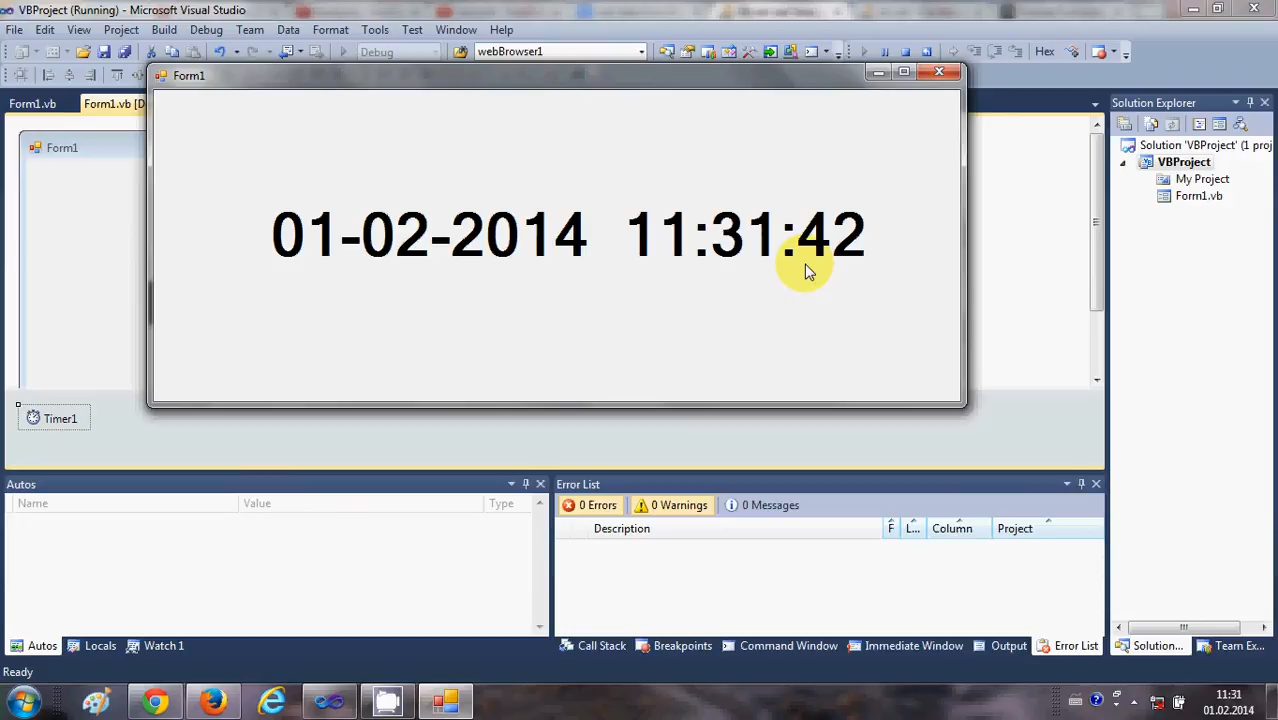 VBProject (Running) - Microsoft Visual Studio
File Edit View Project Build Debug Team Data Format Tools Test Window Help
Debug webBrowser1 Hex
Form1
Form1.vb Form1.vb [D
Solution Explorer
Form1
Solution 'VBProject' (1 proj
VBProject
My Project
Form1.vb
01-02-2014 11:31:42
Timer1
Autos
Error List
Name Value Type
0 Errors 0 Warnings 0 Messages
Description F L... Column Project
Autos Locals Watch 1
Call Stack Breakpoints Command Window Immediate Window Output Error List Solution... Team Ex...
Ready
11:31
01.02.2014